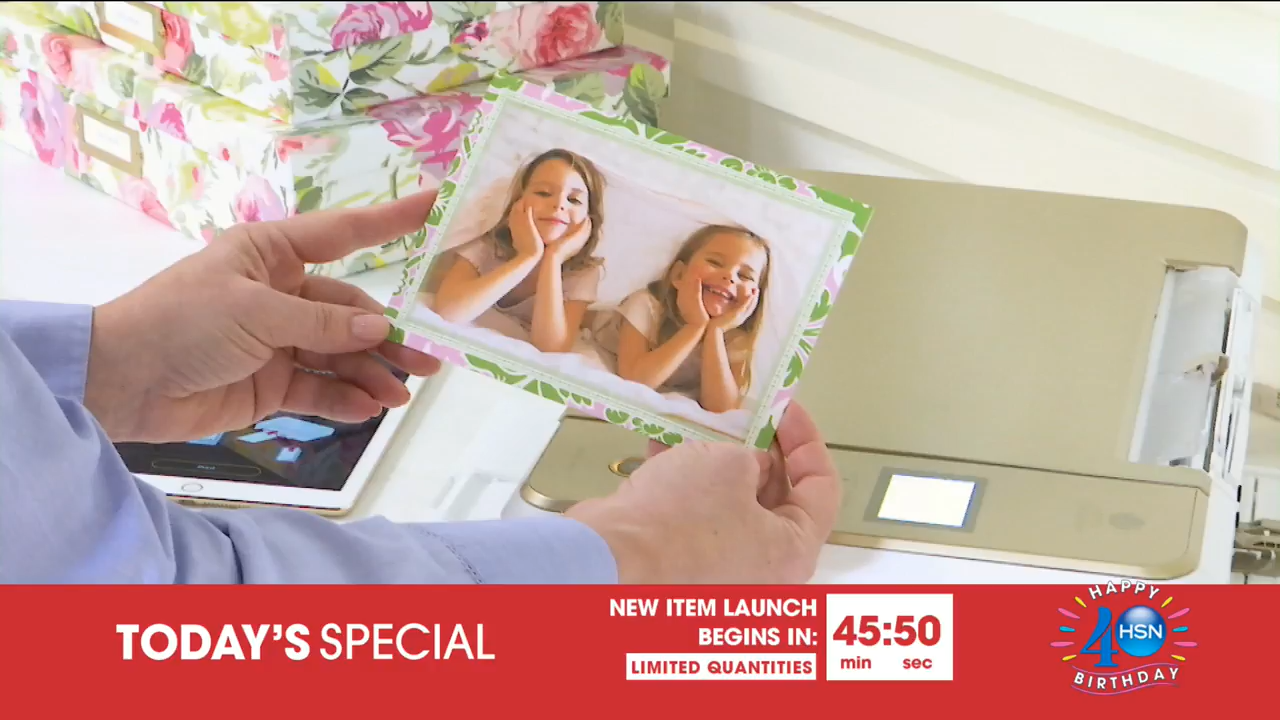 TODAY'S SPECIAL
NEW ITEM LAUNCH
BEGINS IN:
LIMITED QUANTITIES
45:50
min sec
HAPPY
40
HSN
BIRTHDAY